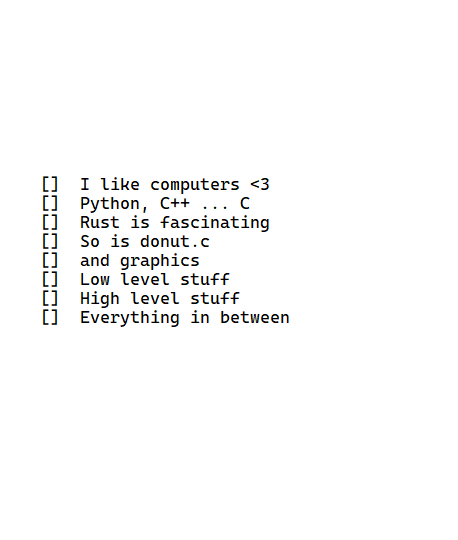 []  I like computers <3
[]  Python, C++ ... C
[]  Rust is fascinating
[]  So is donut.c
[]  and graphics
[]  Low level stuff
[]  High level stuff
[]  Everything in between